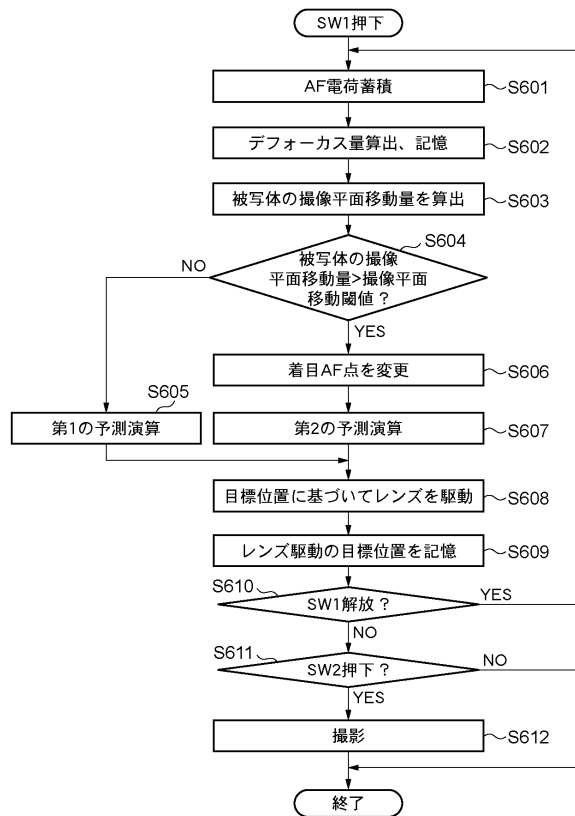 SW1押下
AF電荷蓄積
S601
デフォーカス量算出、記憶
S602
被写体の撮像平面移動量を算出
S603
S604
被写体の撮像
平面移動量>撮像平面
移動閾値？
NO
YES
着目AF点を変更
S606
S605
第1の予測演算
第2の予測演算
S607
目標位置に基づいてレンズを駆動
S608
レンズ駆動の目標位置を記憶
S609
S610
SW1解放？
YES
NO
S611
SW2押下？
NO
YES
撮影
S612
終了